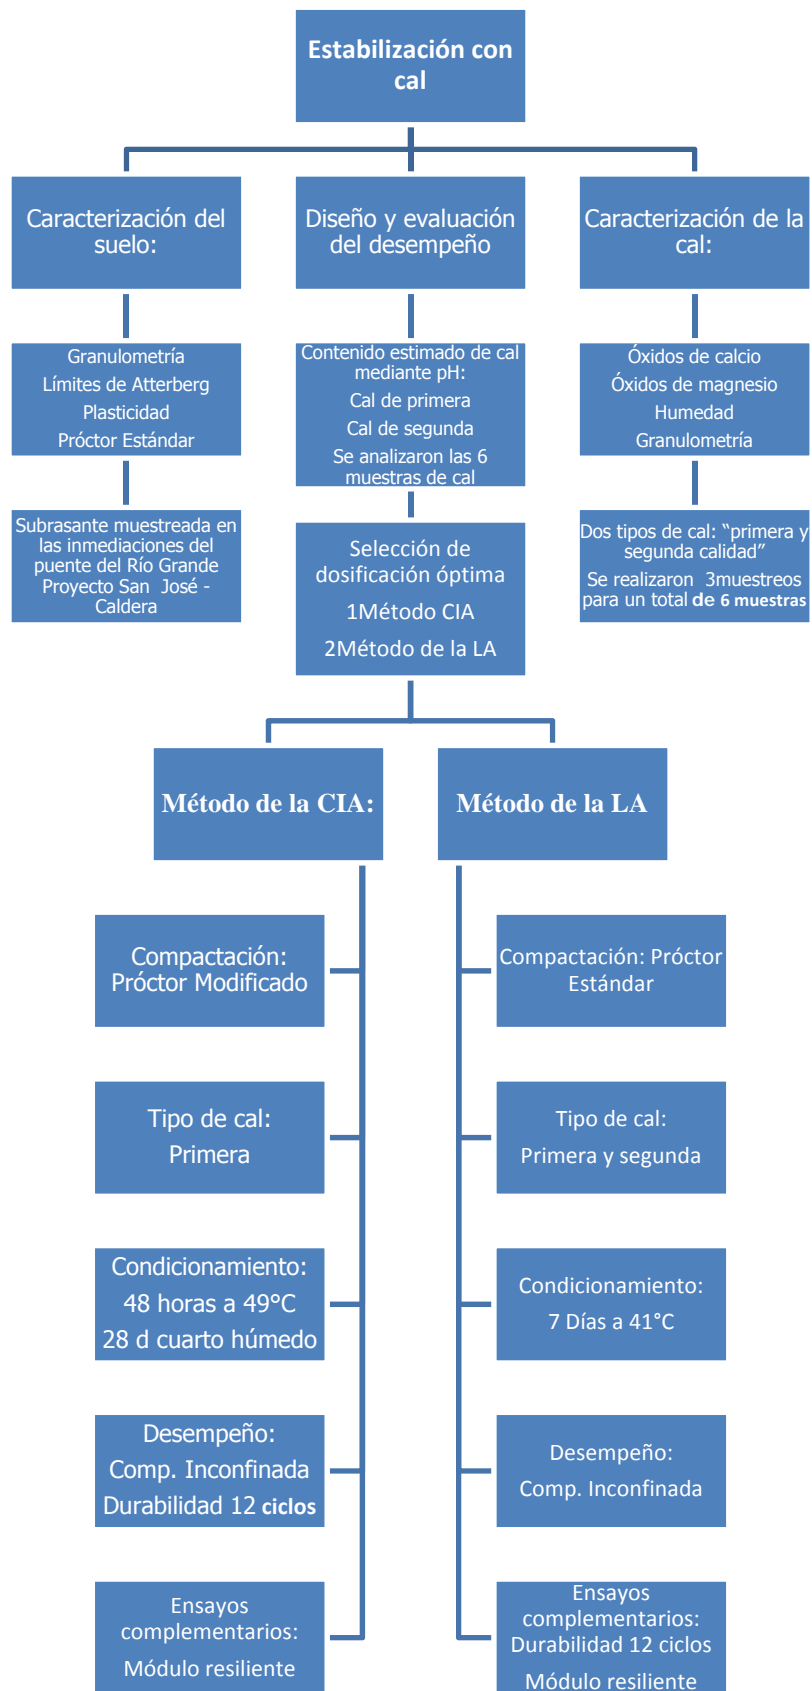 Estabilización con
cal
Caracterización del
suelo:
Diseño y evaluación
del desempeño
Caracterización de la
cal:
Granulometría
Límites de Atterberg
Plasticidad
Próctor Estándar
Contenido estimado de cal
mediante pH:
Cal de primera
Cal de segunda
Se analizaron las 6
muestras de cal
Óxidos de calcio
Óxidos de magnesio
Humedad
Granulometría
Subrasante muestreada en
las inmediaciones del
puente del Río Grande
Proyecto San José -
Caldera
Selección de
dosificación óptima
1Método CIA
2Método de la LA
Dos tipos de cal: “primera y
segunda calidad”
Se realizaron 3muestreos
para un total de 6 muestras
Método de la CIA:
Método de la LA
Compactación:
Próctor Modificado
Compactación: Próctor
Estándar
Tipo de cal:
Primera
Tipo de cal:
Primera y segunda
Condicionamiento:
48 horas a 49°C
28 d cuarto húmedo
Condicionamiento:
7 Días a 41°C
Desempeño:
Comp. Inconfinada
Durabilidad 12 ciclos
Desempeño:
Comp. Inconfinada
Ensayos
complementarios:
Módulo resiliente
Ensayos
complementarios:
Durabilidad 12 ciclos
Módulo resiliente